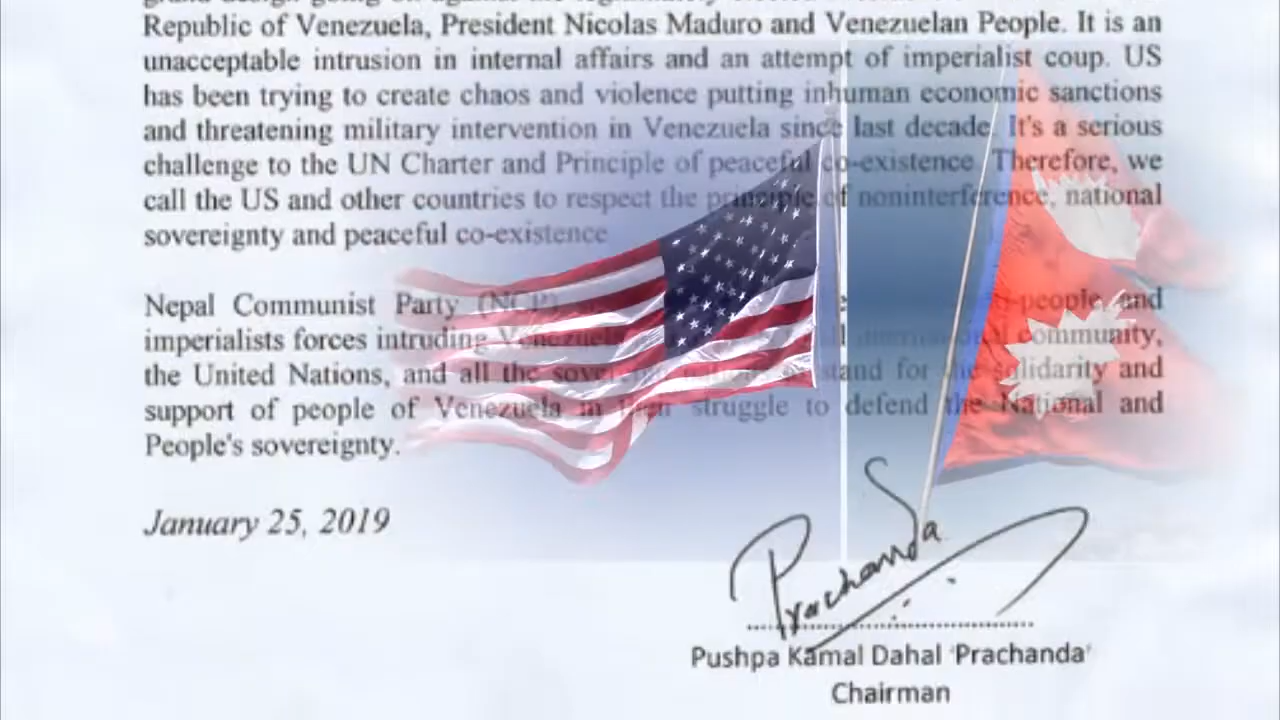 Republic of Venezuela, President Nicolas Maduro and Venezuelan People. It is an
unacceptable intrusion in internal affairs and an attempt of imperialist coup. US
has been trying to create chaos and violence putting inhuman economic sanctions
and threatening military intervention in Venezuela since last decade. It's a serious
challenge to the UN Charter and Principle of peaceful co-existence. Therefore, we
call the US and other countries to respect the principle of noninterference, national
sovereignty and peaceful co-existence
Nepal Communist Party (NCP) people and
imperialists forces intruding Venezuela community,
the United Nations, and all the stand for the solidarity and
support of people of Venezuela in struggle to defend the National and
People's sovereignty.
January 25, 2019
Prachanda
Pushpa Kamal Dahal 'Prachanda'
Chairman